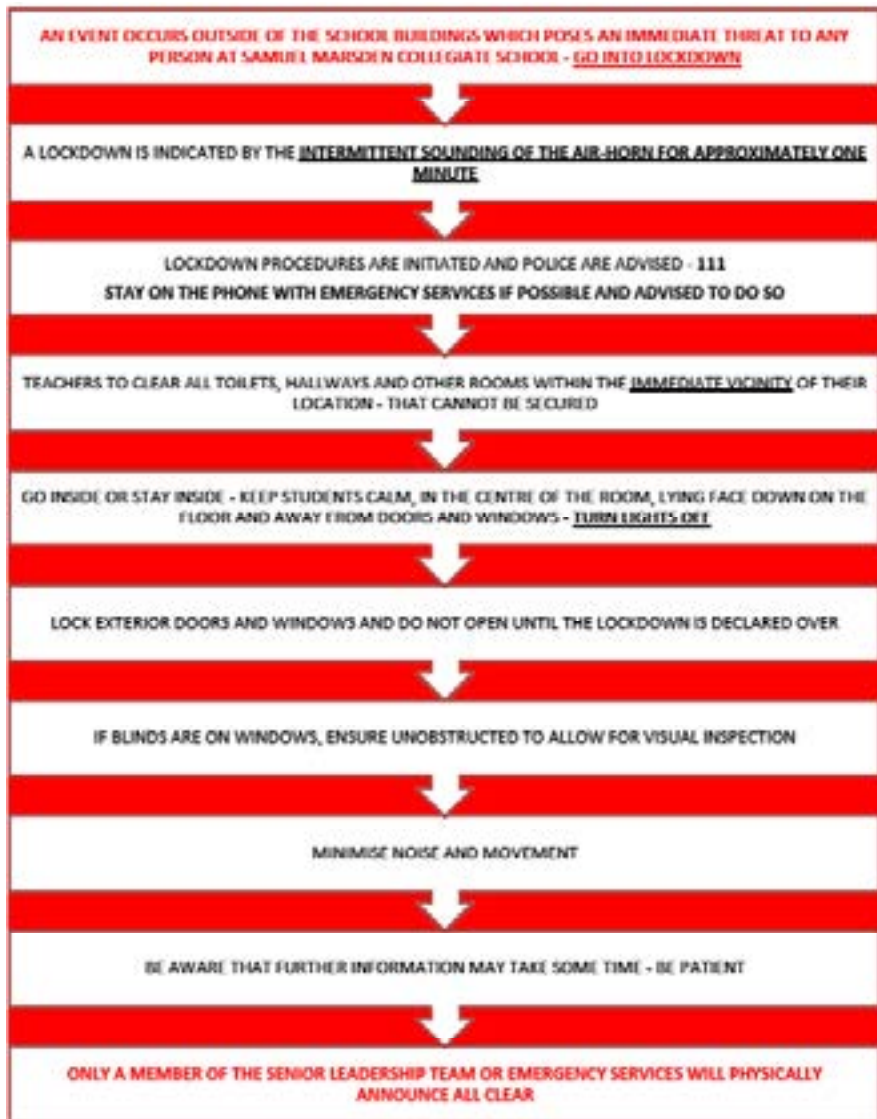 AN EVENT OCCURS OUTSIDE OF THE SCHOOL BUILDINGS WHICH POSES AN IMMEDIATE THREAT TO ANY
PERSON AT SAMUEL MARSDEN COLLEGIATE SCHOOL - GO INTO LOCKDOWN
A LOCKDOWN IS INDICATED BY THE INTERMITTENT SOUNDING OF THE AIR-HORN FOR APPROXIMATELY ONE
MINUTE
LOCKDOWN PROCEDURES ARE INITIATED AND POLICE ARE ADVISED - 111
STAY ON THE PHONE WITH EMERGENCY SERVICES IF POSSIBLE AND ADVISED TO DO SO
TEACHERS TO CLEAR ALL TOILETS, HALLWAYS AND OTHER ROOMS WITHIN THE IMMEDIATE VICINITY OF THEIR
LOCATION - THAT CANNOT BE SECURED
GO INSIDE OR STAY INSIDE - KEEP STUDENTS CALM, IN THE CENTRE OF THE ROOM, LYING FACE DOWN ON THE
FLOOR AND AWAY FROM DOORS AND WINDOWS - TURN LIGHTS OFF
LOCK EXTERIOR DOORS AND WINDOWS AND DO NOT OPEN UNTIL THE LOCKDOWN IS DECLARED OVER
IF BLINDS ARE ON WINDOWS, ENSURE UNOBSTRUCTED TO ALLOW FOR VISUAL INSPECTION
MINIMISE NOISE AND MOVEMENT
BE AWARE THAT FURTHER INFORMATION MAY TAKE SOME TIME - BE PATIENT
ONLY A MEMBER OF THE SENIOR LEADERSHIP TEAM OR EMERGENCY SERVICES WILL PHYSICALLY
ANNOUNCE ALL CLEAR